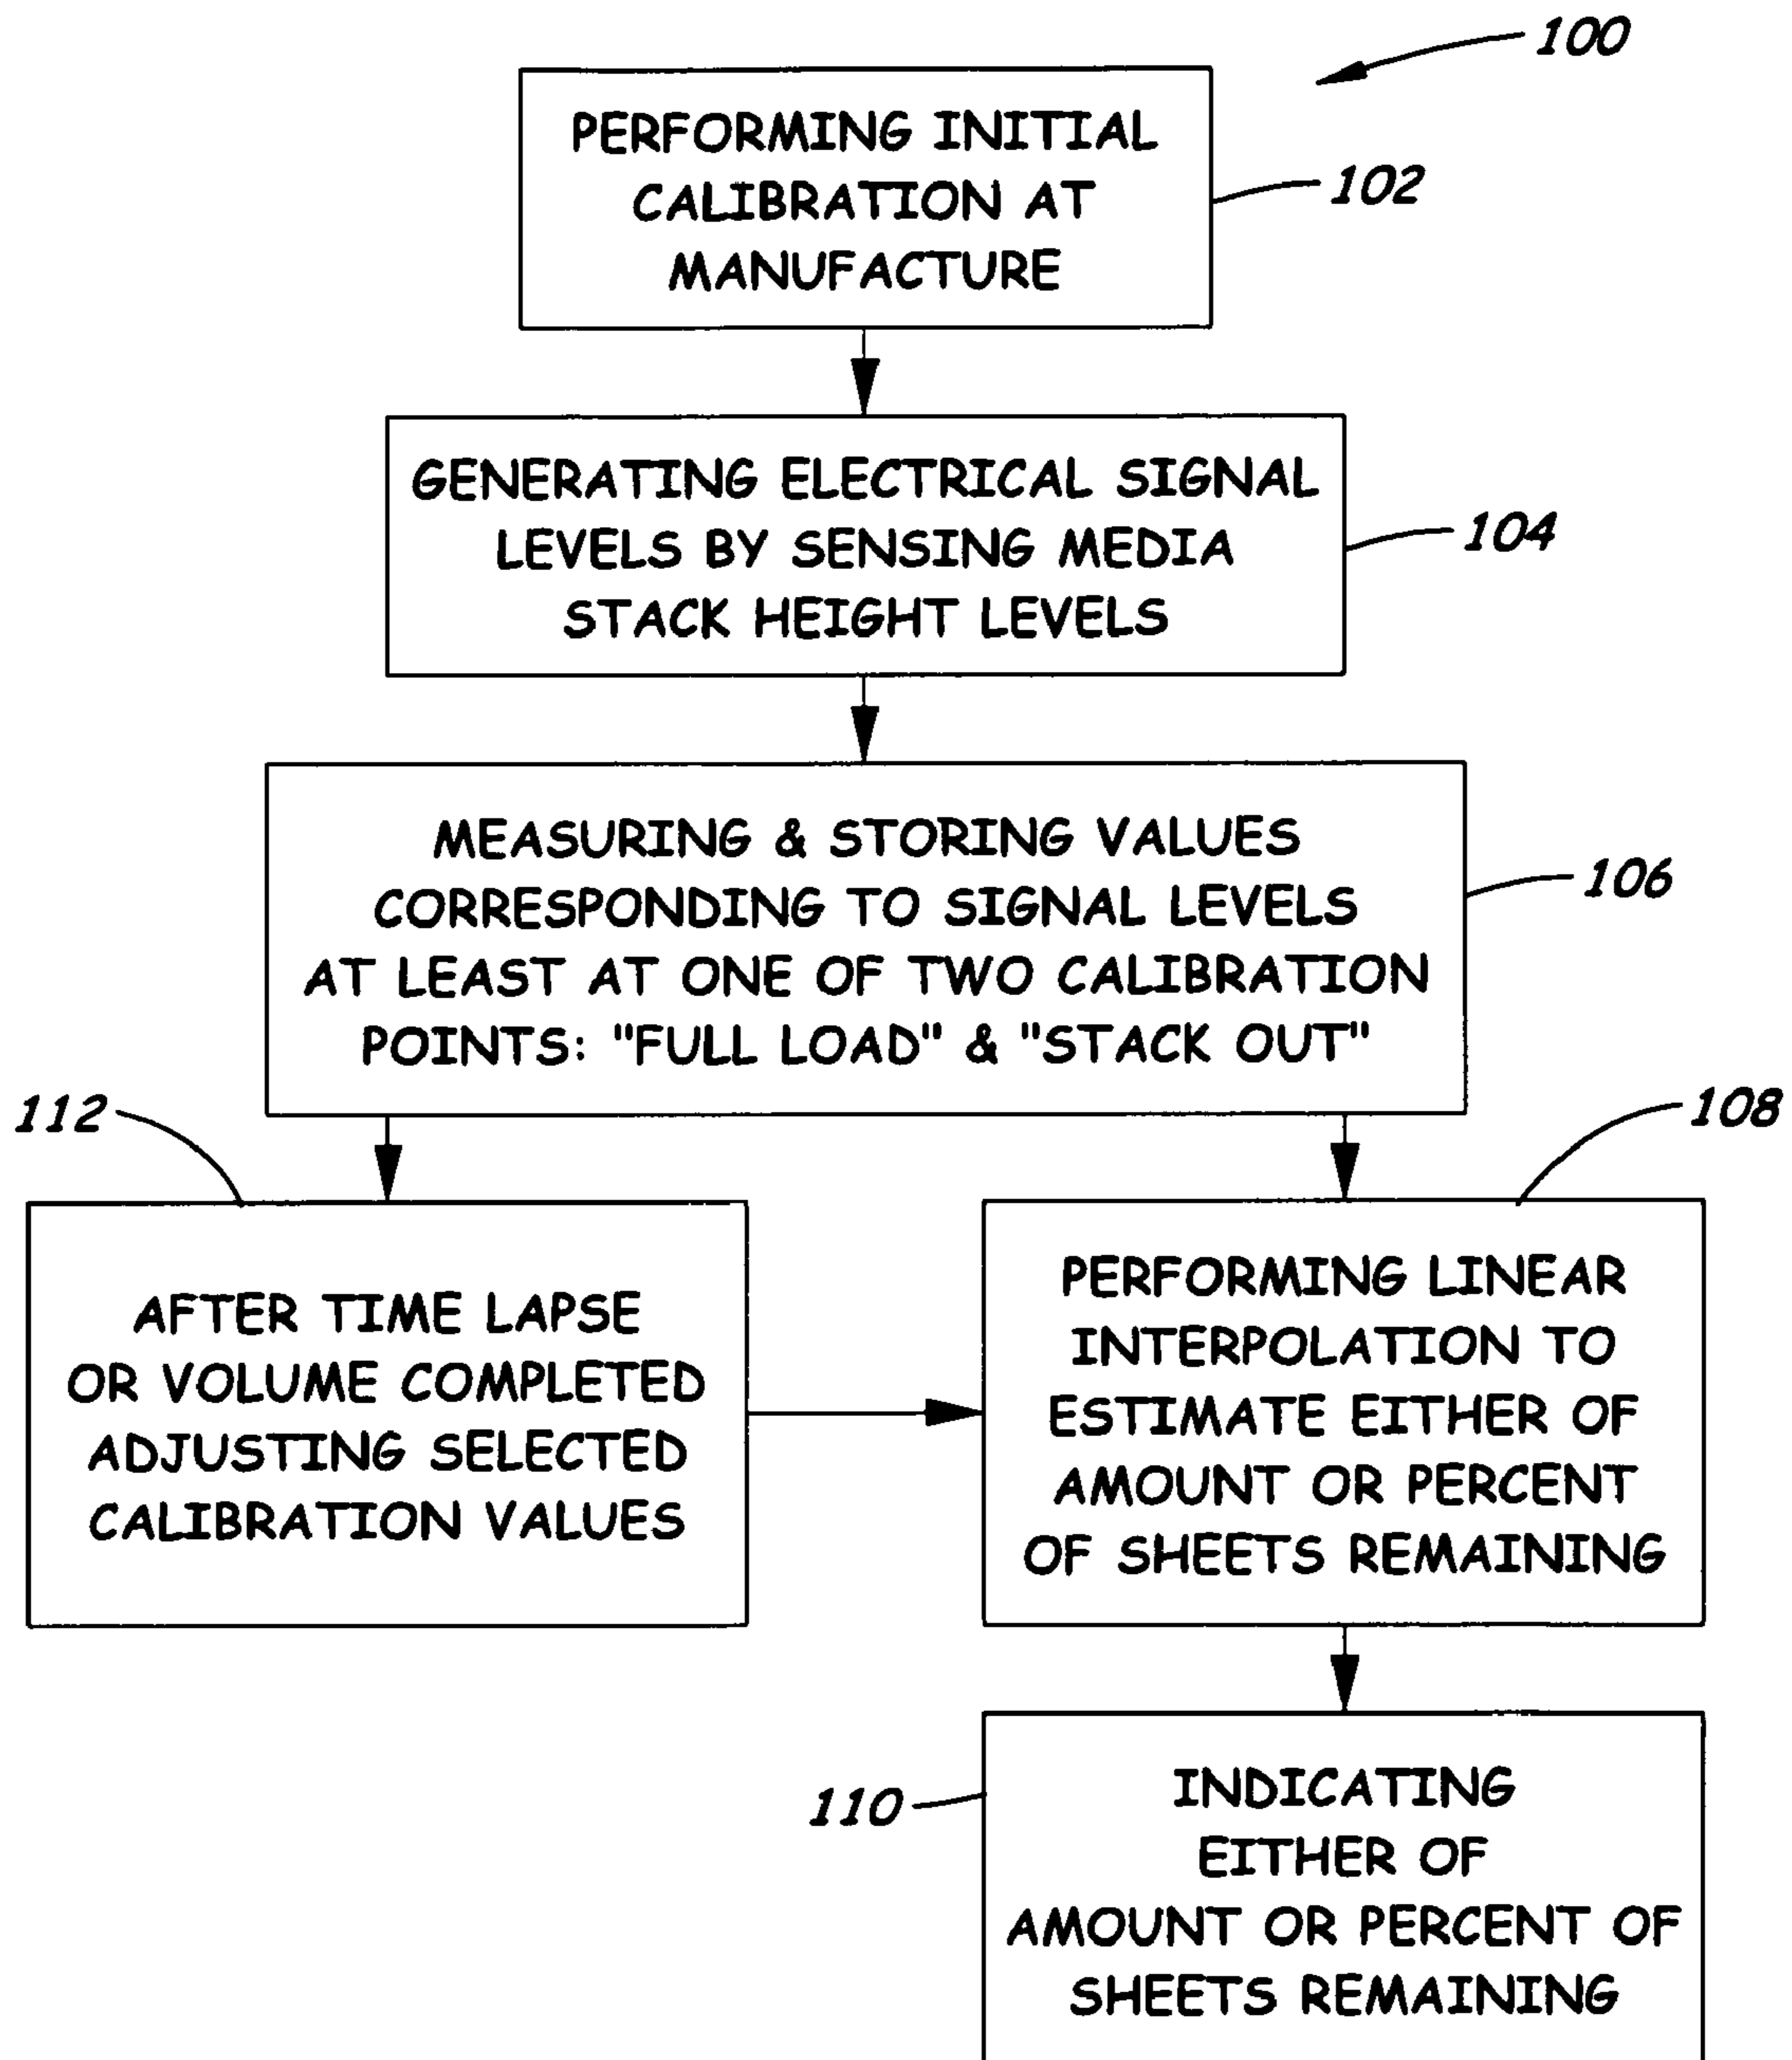 100
PERFORMING INITIAL
CALIBRATION AT
MANUFACTURE
102
GENERATING ELECTRICAL SIGNAL
LEVELS BY SENSING MEDIA
STACK HEIGHT LEVELS
104
MEASURING & STORING VALUES
CORRESPONDING TO SIGNAL LEVELS
AT LEAST AT ONE OF TWO CALIBRATION
POINTS: "FULL LOAD" & "STACK OUT"
106
112
AFTER TIME LAPSE
OR VOLUME COMPLETED
ADJUSTING SELECTED
CALIBRATION VALUES
108
PERFORMING LINEAR
INTERPOLATION TO
ESTIMATE EITHER OF
AMOUNT OR PERCENT
OF SHEETS REMAINING
110
INDICATING
EITHER OF
AMOUNT OR PERCENT OF
SHEETS REMAINING